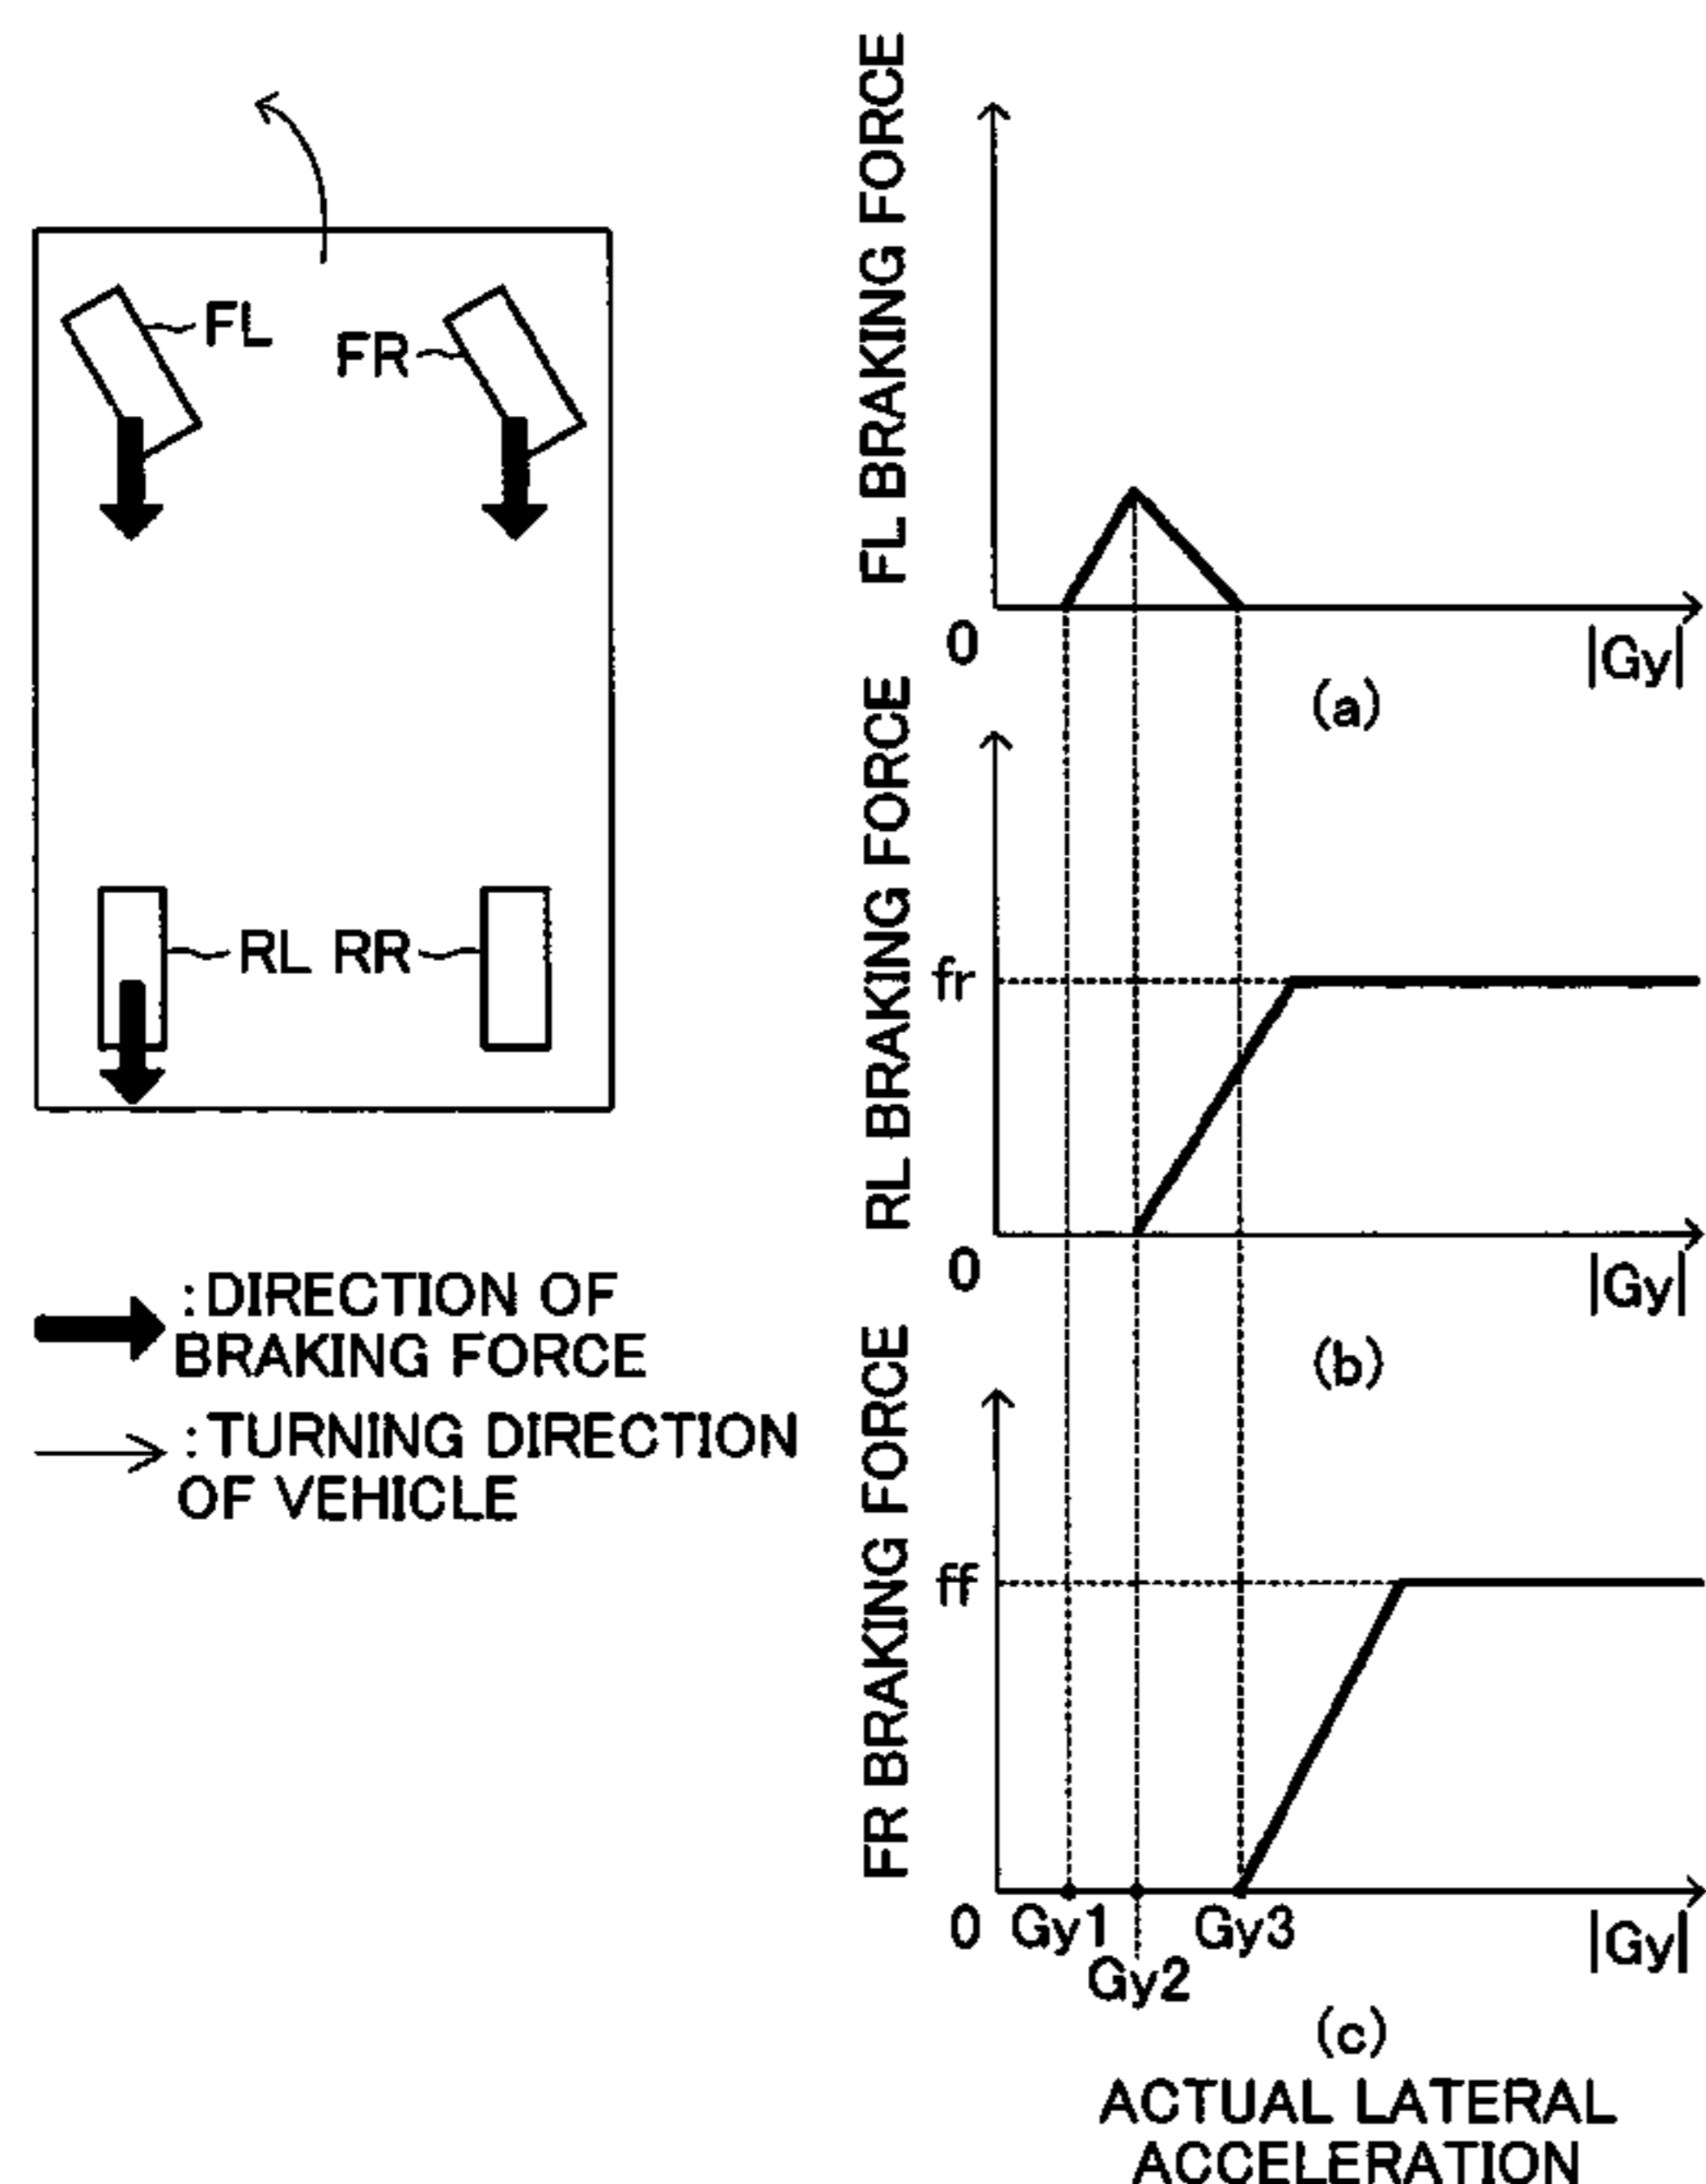 FL
FR
RL RR
: DIRECTION OF
BRAKING FORCE
: TURNING DIRECTION
OF VEHICLE
FL BRAKING FORCE
0
|Gy|
(a)
RL BRAKING FORCE
fr
0
|Gy|
(b)
FR BRAKING FORCE
ff
0 Gy1 Gy3
|Gy|
Gy2
(c)
ACTUAL LATERAL
ACCELERATION